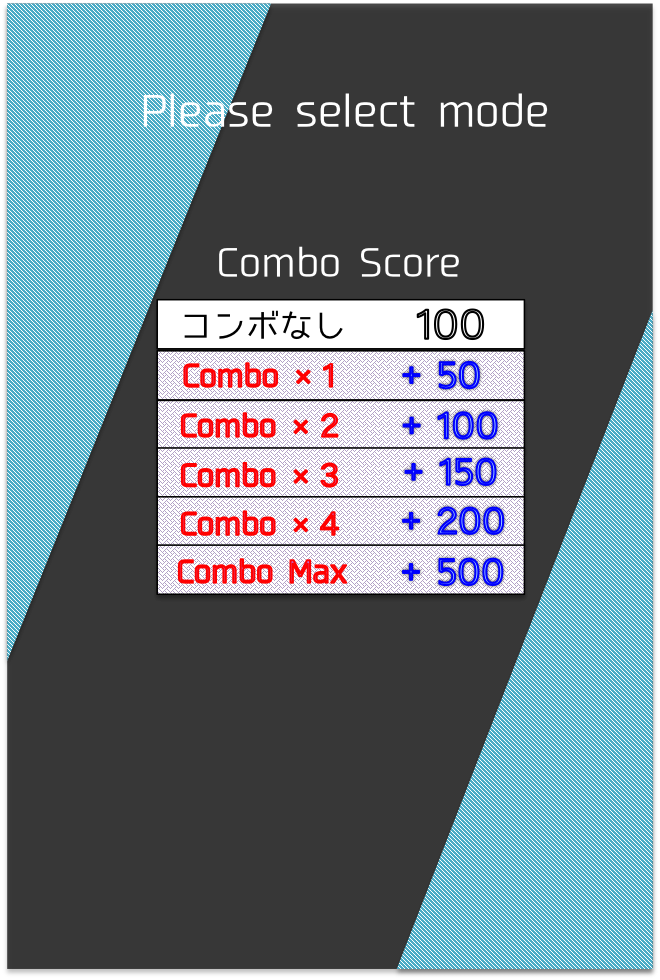 Please select mode
Combo Score
コンボなし 100
Combo × 1 + 50
Combo × 2 + 100
Combo × 3 + 150
Combo × 4 + 200
Combo Max + 500